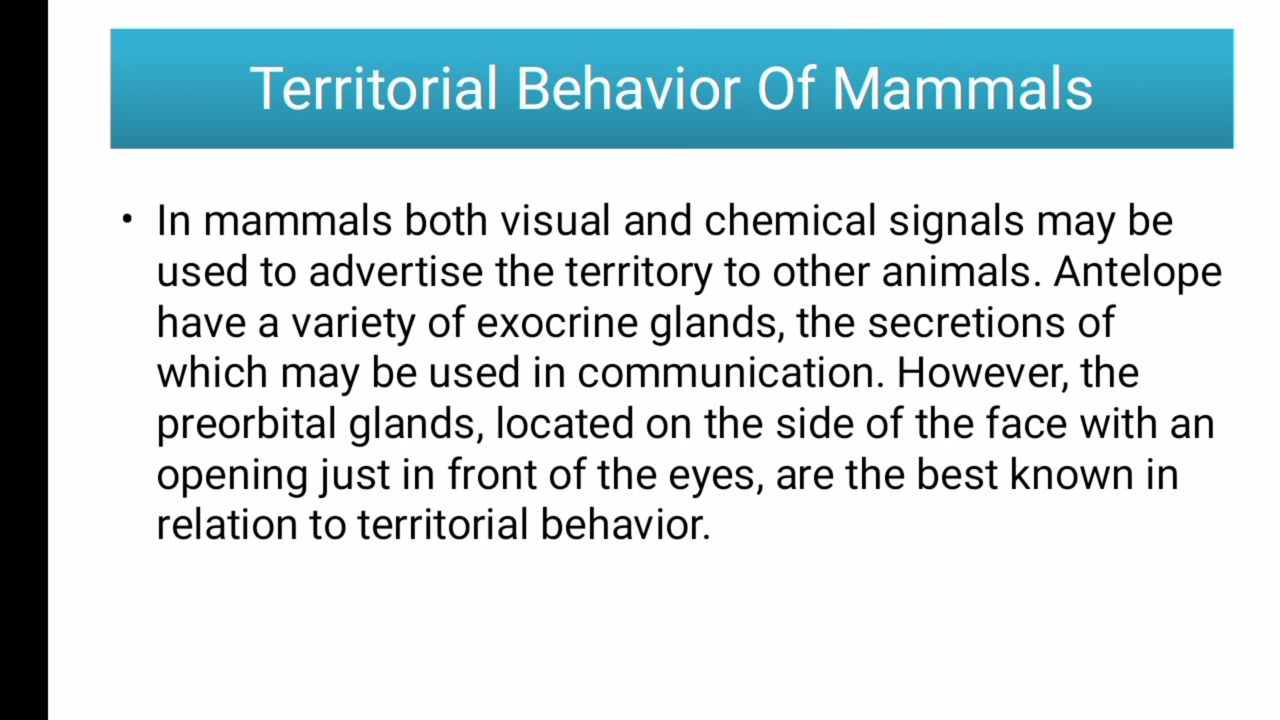 Territorial Behavior Of Mammals
• In mammals both visual and chemical signals may be
used to advertise the territory to other animals. Antelope
have a variety of exocrine glands, the secretions of
which may be used in communication. However, the
preorbital glands, located on the side of the face with an
opening just in front of the eyes, are the best known in
relation to territorial behavior.